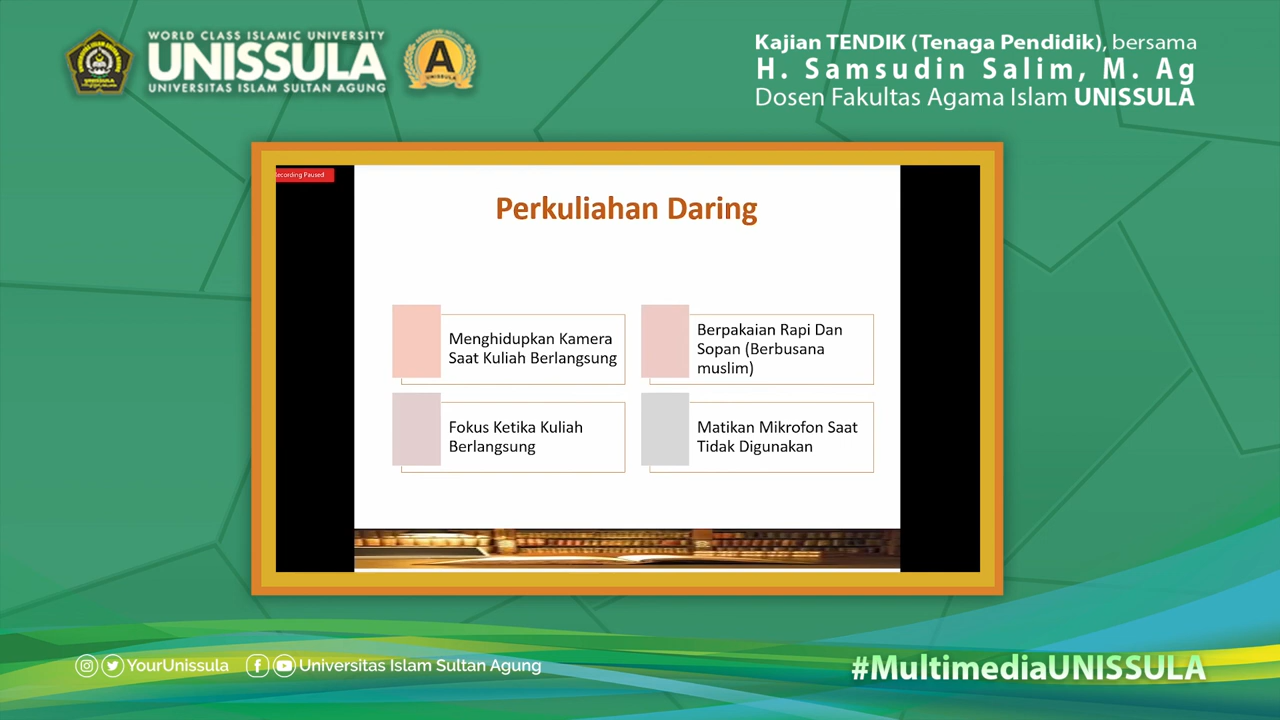 WORLD CLASS ISLAMIC UNIVERSITY
UNISSULA
UNIVERSITAS ISLAM SULTAN AGUNG
A
UNISSULA
Kajian TENDIK (Tenaga Pendidik), bersama
H. Samsudin Salim, M. Ag
Dosen Fakultas Agama Islam UNISSULA
ecording Paused
Perkuliahan Daring
Menghidupkan Kamera
Saat Kuliah Berlangsung
Berpakaian Rapi Dan
Sopan (Berbusana
muslim)
Fokus Ketika Kuliah
Berlangsung
Matikan Mikrofon Saat
Tidak Digunakan
YourUnissula
Universitas Islam Sultan Agung
#MultimediaUNISSULA